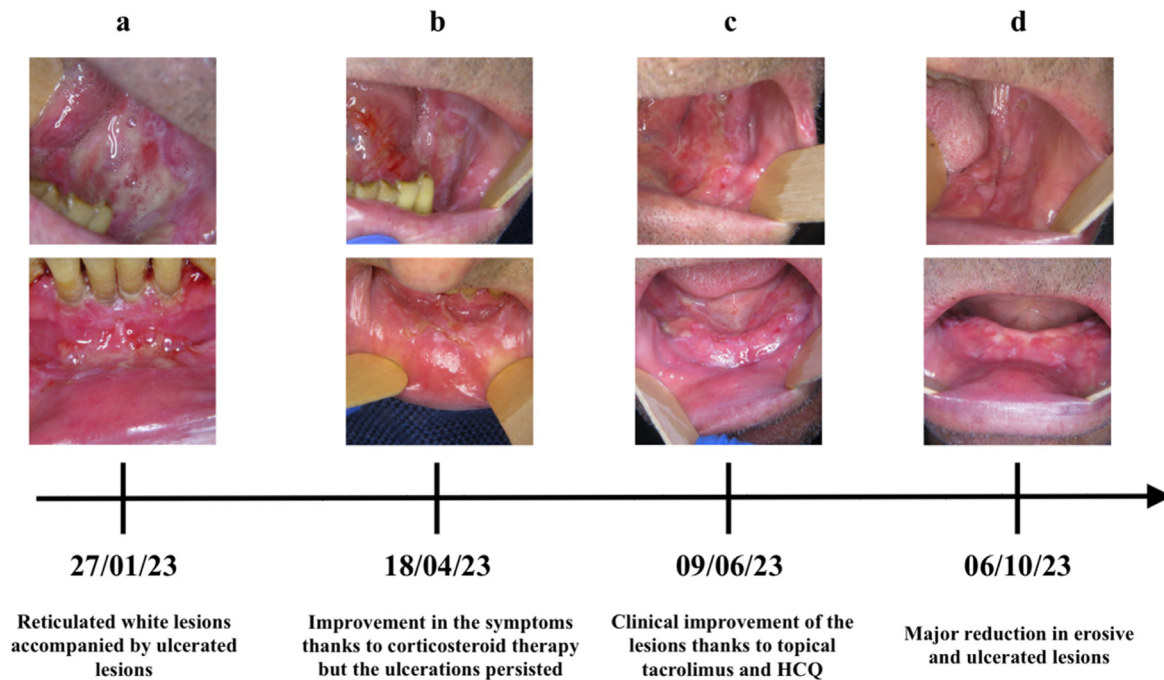 a
b
c
d
27/01/23
18/04/23
09/06/23
06/10/23
Reticulated white lesions
accompanied by ulcerated
lesions
Improvement in the symptoms
thanks to corticosteroid therapy
but the ulcerations persisted
Clinical improvement of the
lesions thanks to topical
tacrolimus and HCQ
Major reduction in erosive
and ulcerated lesions